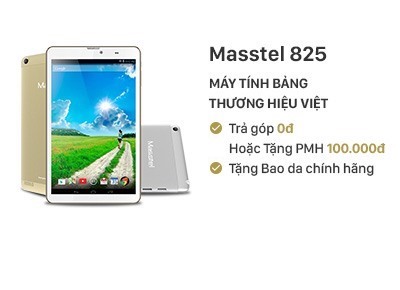 Masstel 825
MÁY TÍNH BẢNG
THƯƠNG HIỆU VIỆT
Trả góp 0đ
Hoặc Tặng PMH 100.000đ
Tặng Bao da chính hãng
Masstel